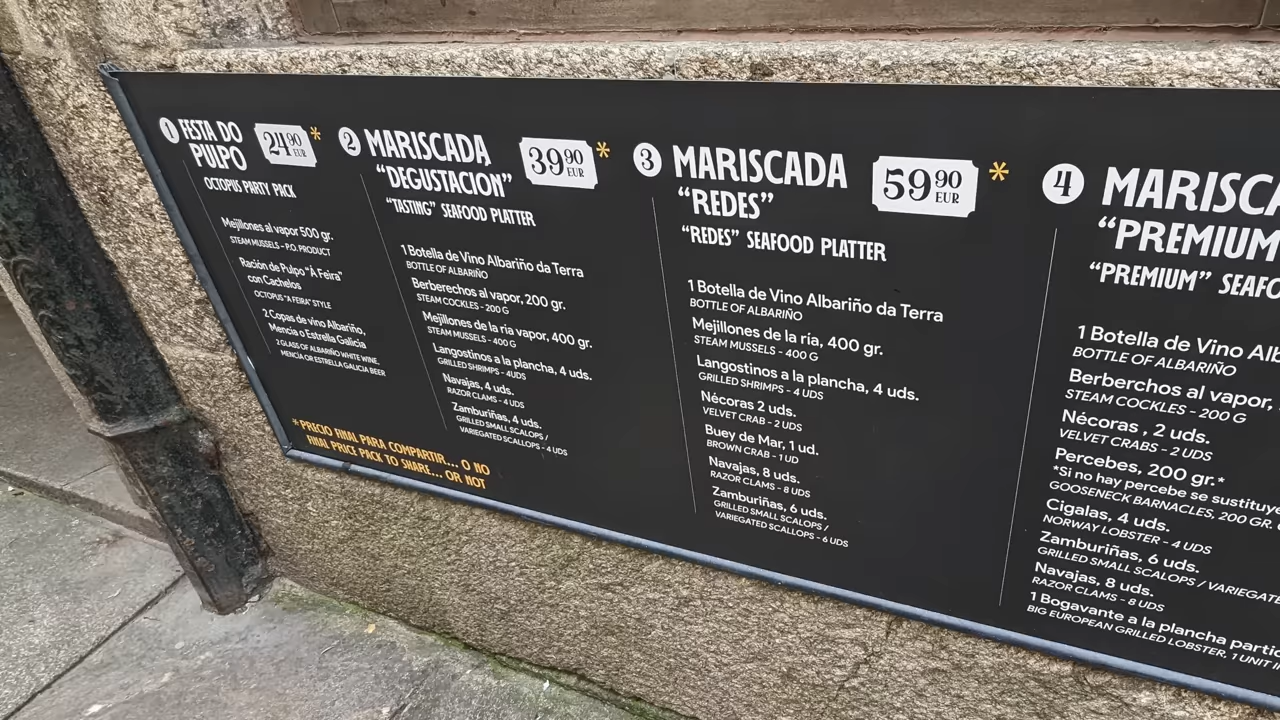 1 FESTA DO
PULPO
24 90 EUR *
OCTOPUS PARTY PACK
Mejillones al vapor 500 gr.
STEAM MUSSELS - P.O. PRODUCT
Ración de Pulpo "Á Feira"
con Cachelos
OCTOPUS "A FEIRA" STYLE
2 Copas de vino Albariño,
Mencía o Estrella Galicia
2 GLASS OF ALBARIÑO WHITE WINE,
MENCÍA OR ESTRELLA GALICIA BEER
* PRECIO FINAL PARA COMPARTIR... O NO
FINAL PRICE PACK TO SHARE... OR NOT
2 MARISCADA
"DEGUSTACION"
39 90 EUR *
"TASTING" SEAFOOD PLATTER
1 Botella de Vino Albariño da Terra
BOTTLE OF ALBARIÑO
Berberechos al vapor, 200 gr.
STEAM COCKLES - 200 G
Mejillones de la ria vapor, 400 gr.
STEAM MUSSELS - 400 G
Langostinos a la plancha, 4 uds.
GRILLED SHRIMPS - 4UDS
Navajas, 4 uds.
RAZOR CLAMS - 4 UDS
Zamburiñas, 4 uds.
GRILLED SMALL SCALOPS /
VARIEGATED SCALLOPS - 4 UDS
3 MARISCADA
"REDES"
59 90 EUR *
"REDES" SEAFOOD PLATTER
1 Botella de Vino Albariño da Terra
BOTTLE OF ALBARIÑO
Mejillones de la ría, 400 gr.
STEAM MUSSELS - 400 G
Langostinos a la plancha, 4 uds.
GRILLED SHRIMPS - 4 UDS
Nécoras 2 uds.
VELVET CRAB - 2 UDS
Buey de Mar, 1 ud.
BROWN CRAB - 1 UD
Navajas, 8 uds.
RAZOR CLAMS - 8 UDS
Zamburiñas, 6 uds.
GRILLED SMALL SCALOPS /
VARIEGATED SCALLOPS - 6 UDS
4 MARISCA
"PREMIUM
"PREMIUM" SEAFO
1 Botella de Vino Alb
BOTTLE OF ALBARIÑO
Berberchos al vapor,
STEAM COCKLES - 200 G
Nécoras , 2 uds.
VELVET CRABS - 2 UDS
Percebes, 200 gr.*
*Si no hay percebe se sustituye
GOOSENECK BARNACLES, 200 GR.
Cigalas, 4 uds.
NORWAY LOBSTER - 4 UDS
Zamburiñas, 6 uds.
GRILLED SMALL SCALOPS / VARIEGATE
Navajas, 8 uds.
RAZOR CLAMS - 8 UDS
1 Bogavante a la plancha partic
BIG EUROPEAN GRILLED LOBSTER. 1 UNIT I